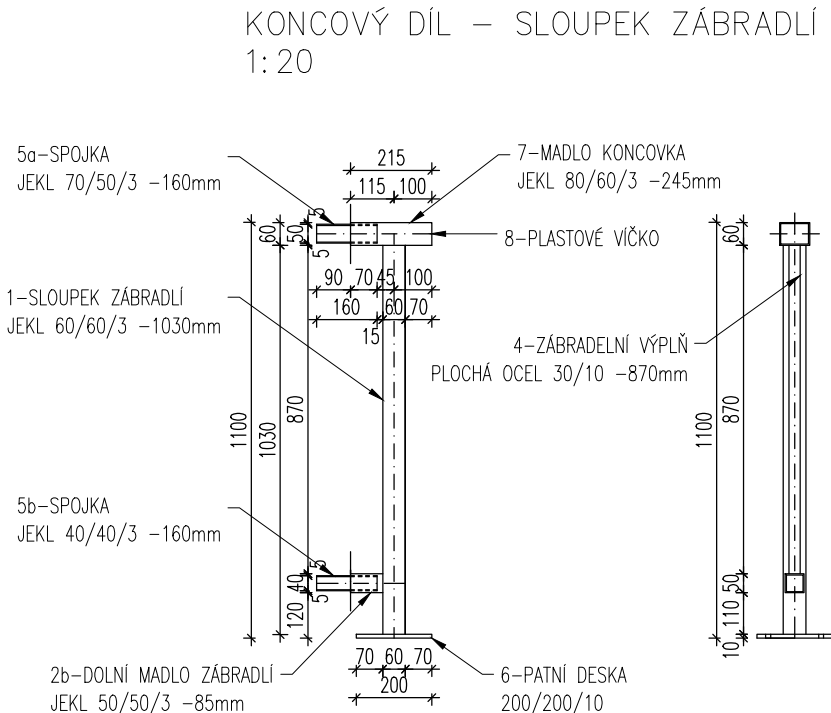 KONCOVÝ DÍL – SLOUPEK ZÁBRADLÍ
1:20
5a–SPOJKA
JEKL 70/50/3 –160mm
215
115
100
7–MADLO KONCOVKA
JEKL 80/60/3 –245mm
8–PLASTOVÉ VÍČKO
60
50
5
5
90
70
45
100
160
60
70
15
1–SLOUPEK ZÁBRADLÍ
JEKL 60/60/3 –1030mm
4–ZÁBRADELNÍ VÝPLŇ
PLOCHÁ OCEL 30/10 –870mm
1100
1030
870
5b–SPOJKA
JEKL 40/40/3 –160mm
5
40
5
120
2b–DOLNÍ MADLO ZÁBRADLÍ
JEKL 50/50/3 –85mm
70
60
70
200
6–PATNÍ DESKA
200/200/10
60
1100
870
50
110
10